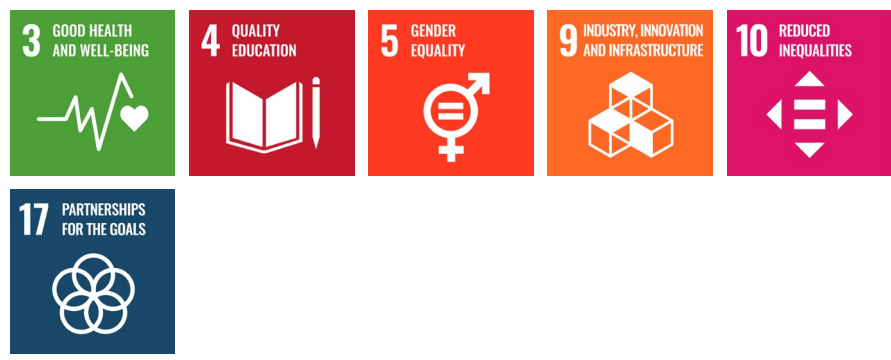 3 GOOD HEALTH
AND WELL-BEING
4 QUALITY
EDUCATION
5 GENDER
EQUALITY
9 INDUSTRY, INNOVATION
AND INFRASTRUCTURE
10 REDUCED
INEQUALITIES
17 PARTNERSHIPS
FOR THE GOALS